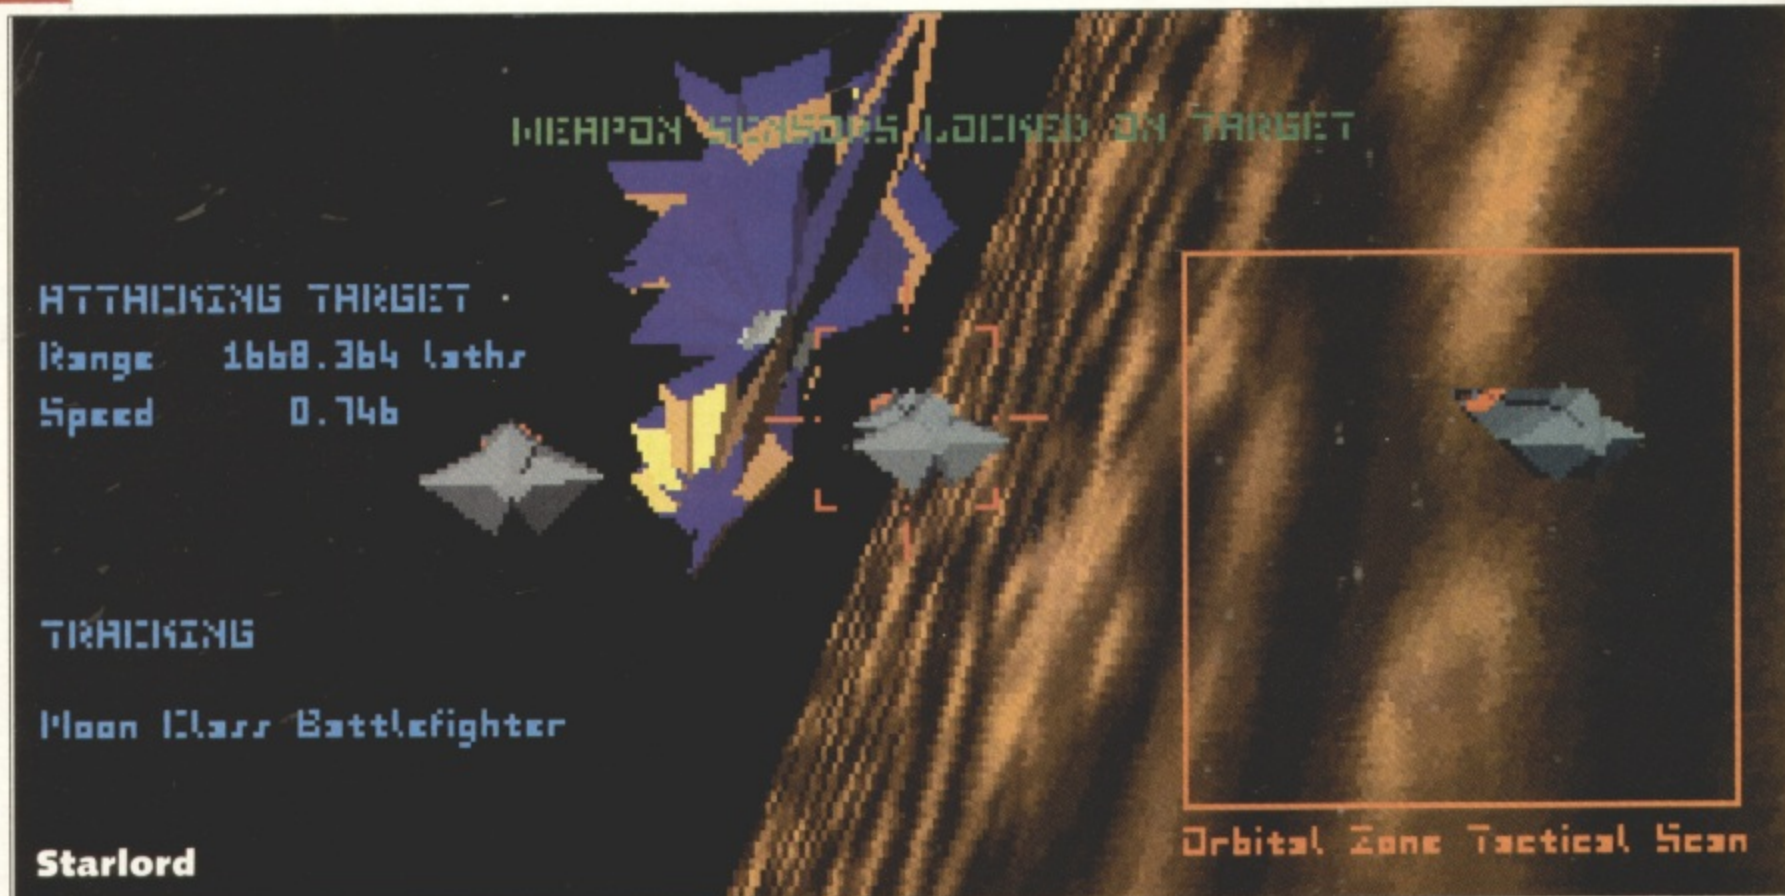 WEAPON SENSORS LOCKED ON TARGET
ATTACKING TARGET
Range 1668.364 laths
Speed 0.746
TRACKING
Moon Class Battlefighter
Orbital Zone Tactical Scan
Starlord